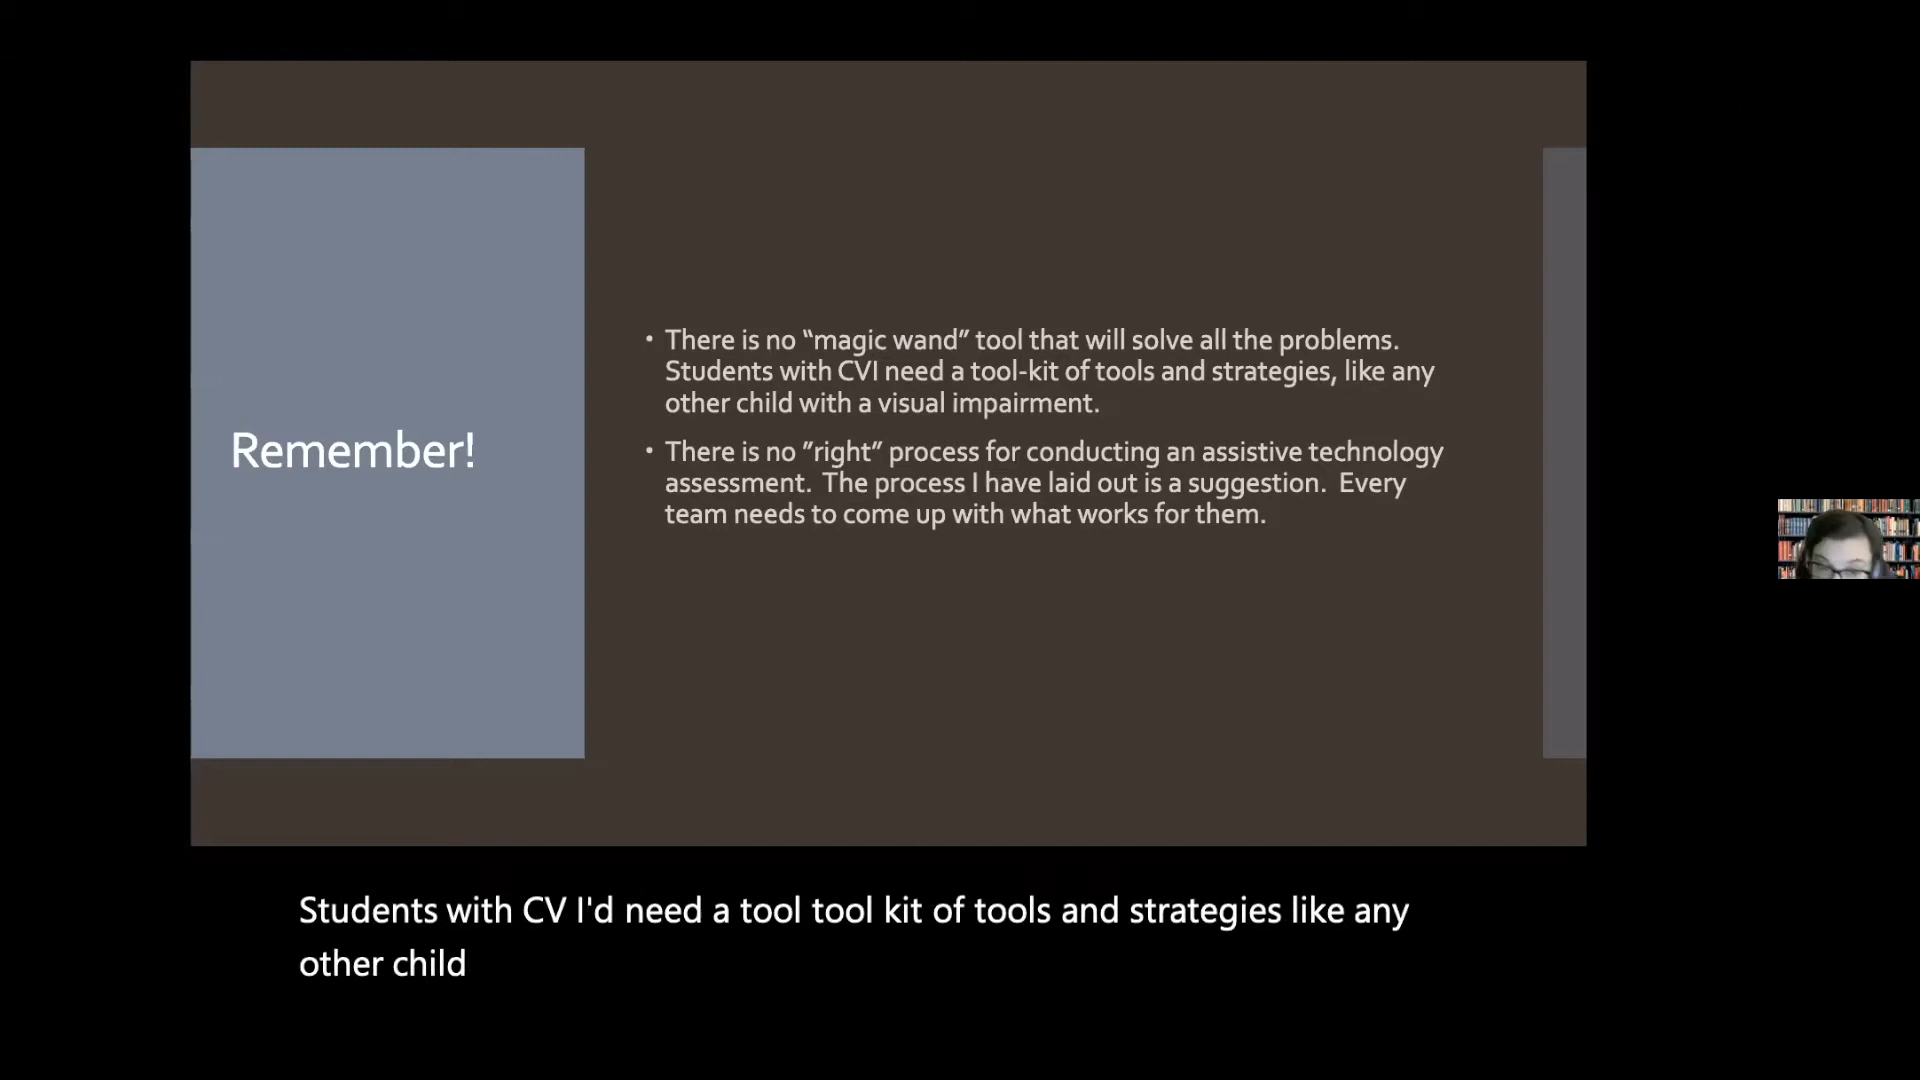 Remember!
• There is no “magic wand” tool that will solve all the problems.
Students with CVI need a tool-kit of tools and strategies, like any
other child with a visual impairment.
• There is no ”right” process for conducting an assistive technology
assessment.  The process I have laid out is a suggestion.  Every
team needs to come up with what works for them.
Students with CV I'd need a tool tool kit of tools and strategies like any
other child